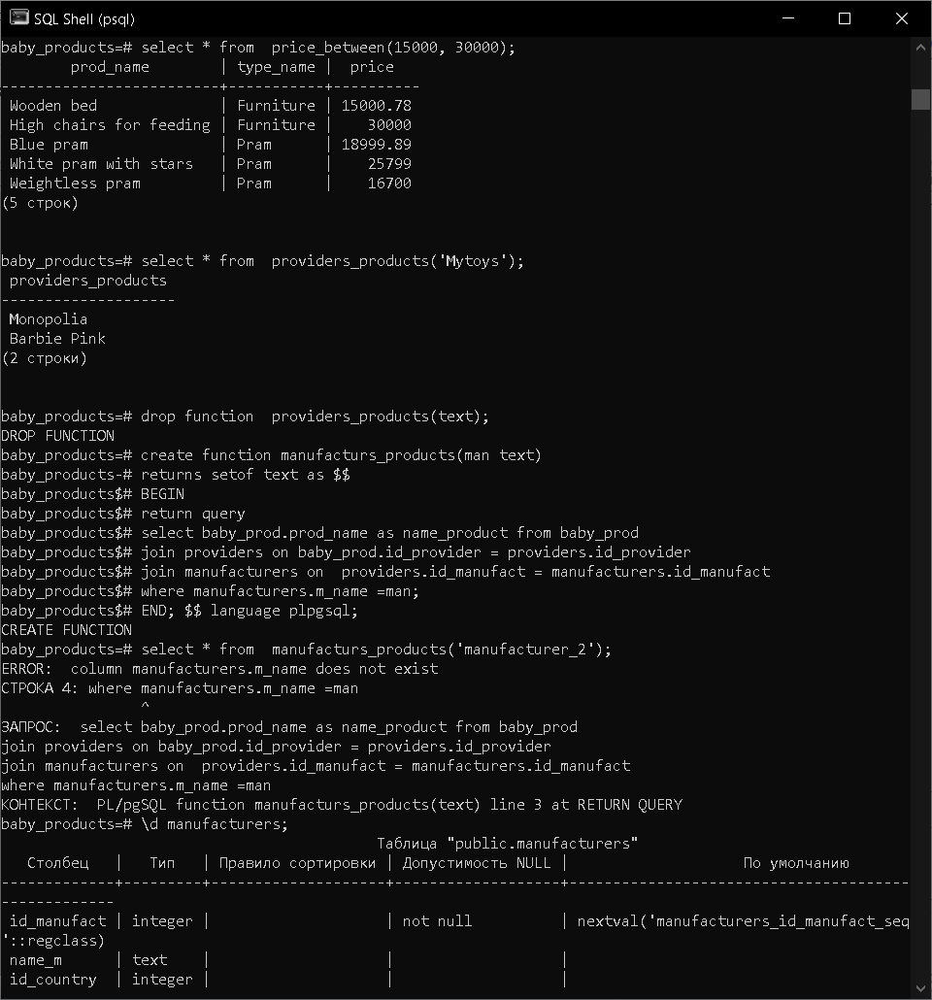 SQL Shell (psql)
baby_products=# select * from  price_between(15000, 30000);
        prod_name        | type_name |  price
-------------------------+-----------+----------
 Wooden bed              | Furniture | 15000.78
 High chairs for feeding | Furniture |    30000
 Blue pram               | Pram      | 18999.89
 White pram with stars   | Pram      |    25799
 Weightless pram         | Pram      |    16700
(5 строк)
baby_products=# select * from  providers_products('Mytoys');
 providers_products
--------------------
 Monopolia
 Barbie Pink
(2 строки)
baby_products=# drop function  providers_products(text);
DROP FUNCTION
baby_products=# create function manufacturs_products(man text)
baby_products-# returns setof text as $$
baby_products$# BEGIN
baby_products$# return query
baby_products$# select baby_prod.prod_name as name_product from baby_prod
baby_products$# join providers on baby_prod.id_provider = providers.id_provider
baby_products$# join manufacturers on  providers.id_manufact = manufacturers.id_manufact
baby_products$# where manufacturers.m_name =man;
baby_products$# END; $$ language plpgsql;
CREATE FUNCTION
baby_products=# select * from  manufacturs_products('manufacturer_2');
ERROR:  column manufacturers.m_name does not exist
СТРОКА 4: where manufacturers.m_name =man
                ^
ЗАПРОС:  select baby_prod.prod_name as name_product from baby_prod
join providers on baby_prod.id_provider = providers.id_provider
join manufacturers on  providers.id_manufact = manufacturers.id_manufact
where manufacturers.m_name =man
КОНТЕКСТ:  PL/pgSQL function manufacturs_products(text) line 3 at RETURN QUERY
baby_products=# \d manufacturers;
                                           Таблица "public.manufacturers"
   Столбец   |   Тип   | Правило сортировки | Допустимость NULL |                    По умолчанию
-------------+---------+--------------------+-------------------+---------------------------------------
-------------
 id_manufact | integer |                    | not null          | nextval('manufacturers_id_manufact_seq
'::regclass)
 name_m      | text    |                    |                   |
 id_country  | integer |                    |                   |